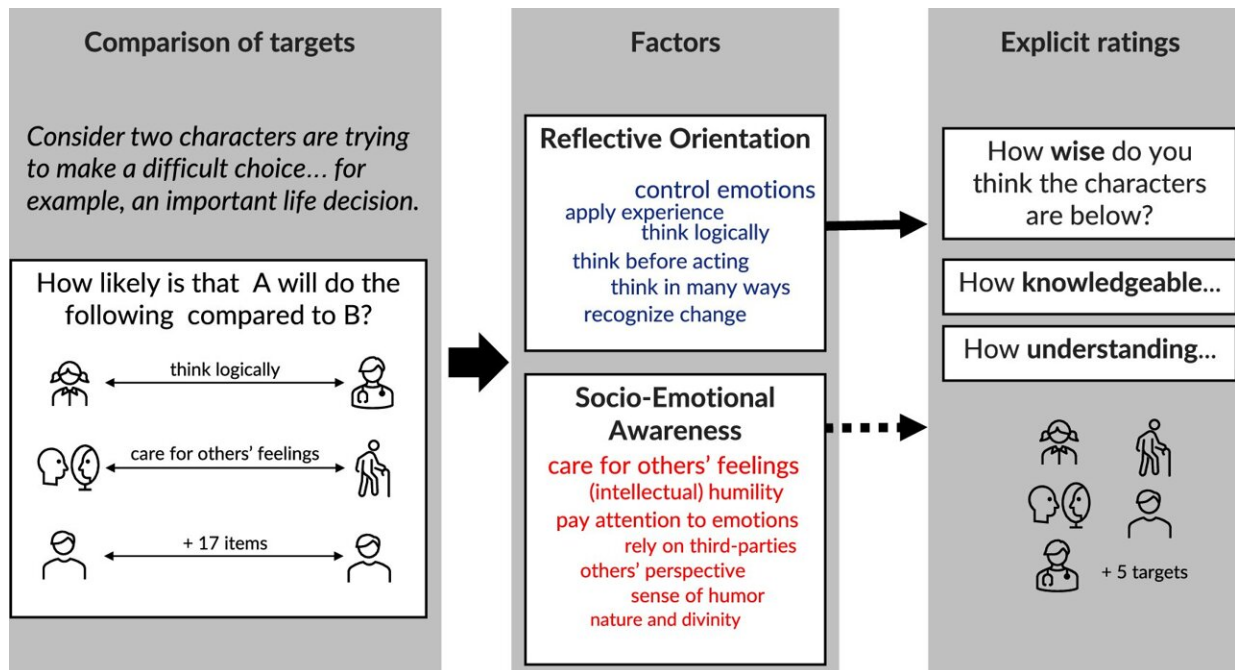 Comparison of targets
Consider two characters are trying
to make a difficult choice... for
example, an important life decision.
How likely is that A will do the
following compared to B?
think logically
care for others' feelings
+ 17 items
Factors
Reflective Orientation
control emotions
apply experience
think logically
think before acting
think in many ways
recognize change
Socio-Emotional
Awareness
care for others' feelings
(intellectual) humility
pay attention to emotions
rely on third-parties
others' perspective
sense of humor
nature and divinity
Explicit ratings
How wise do you
think the characters
are below?
How knowledgeable...
How understanding...
+ 5 targets